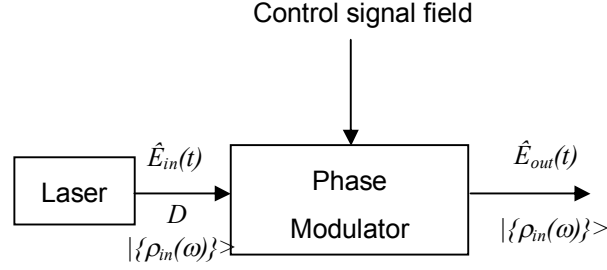 Control signal field
Ê_in(t)
Ê_out(t)
Laser
Phase
Modulator
D
|{ρ_in(ω)}>
|{ρ_in(ω)}>